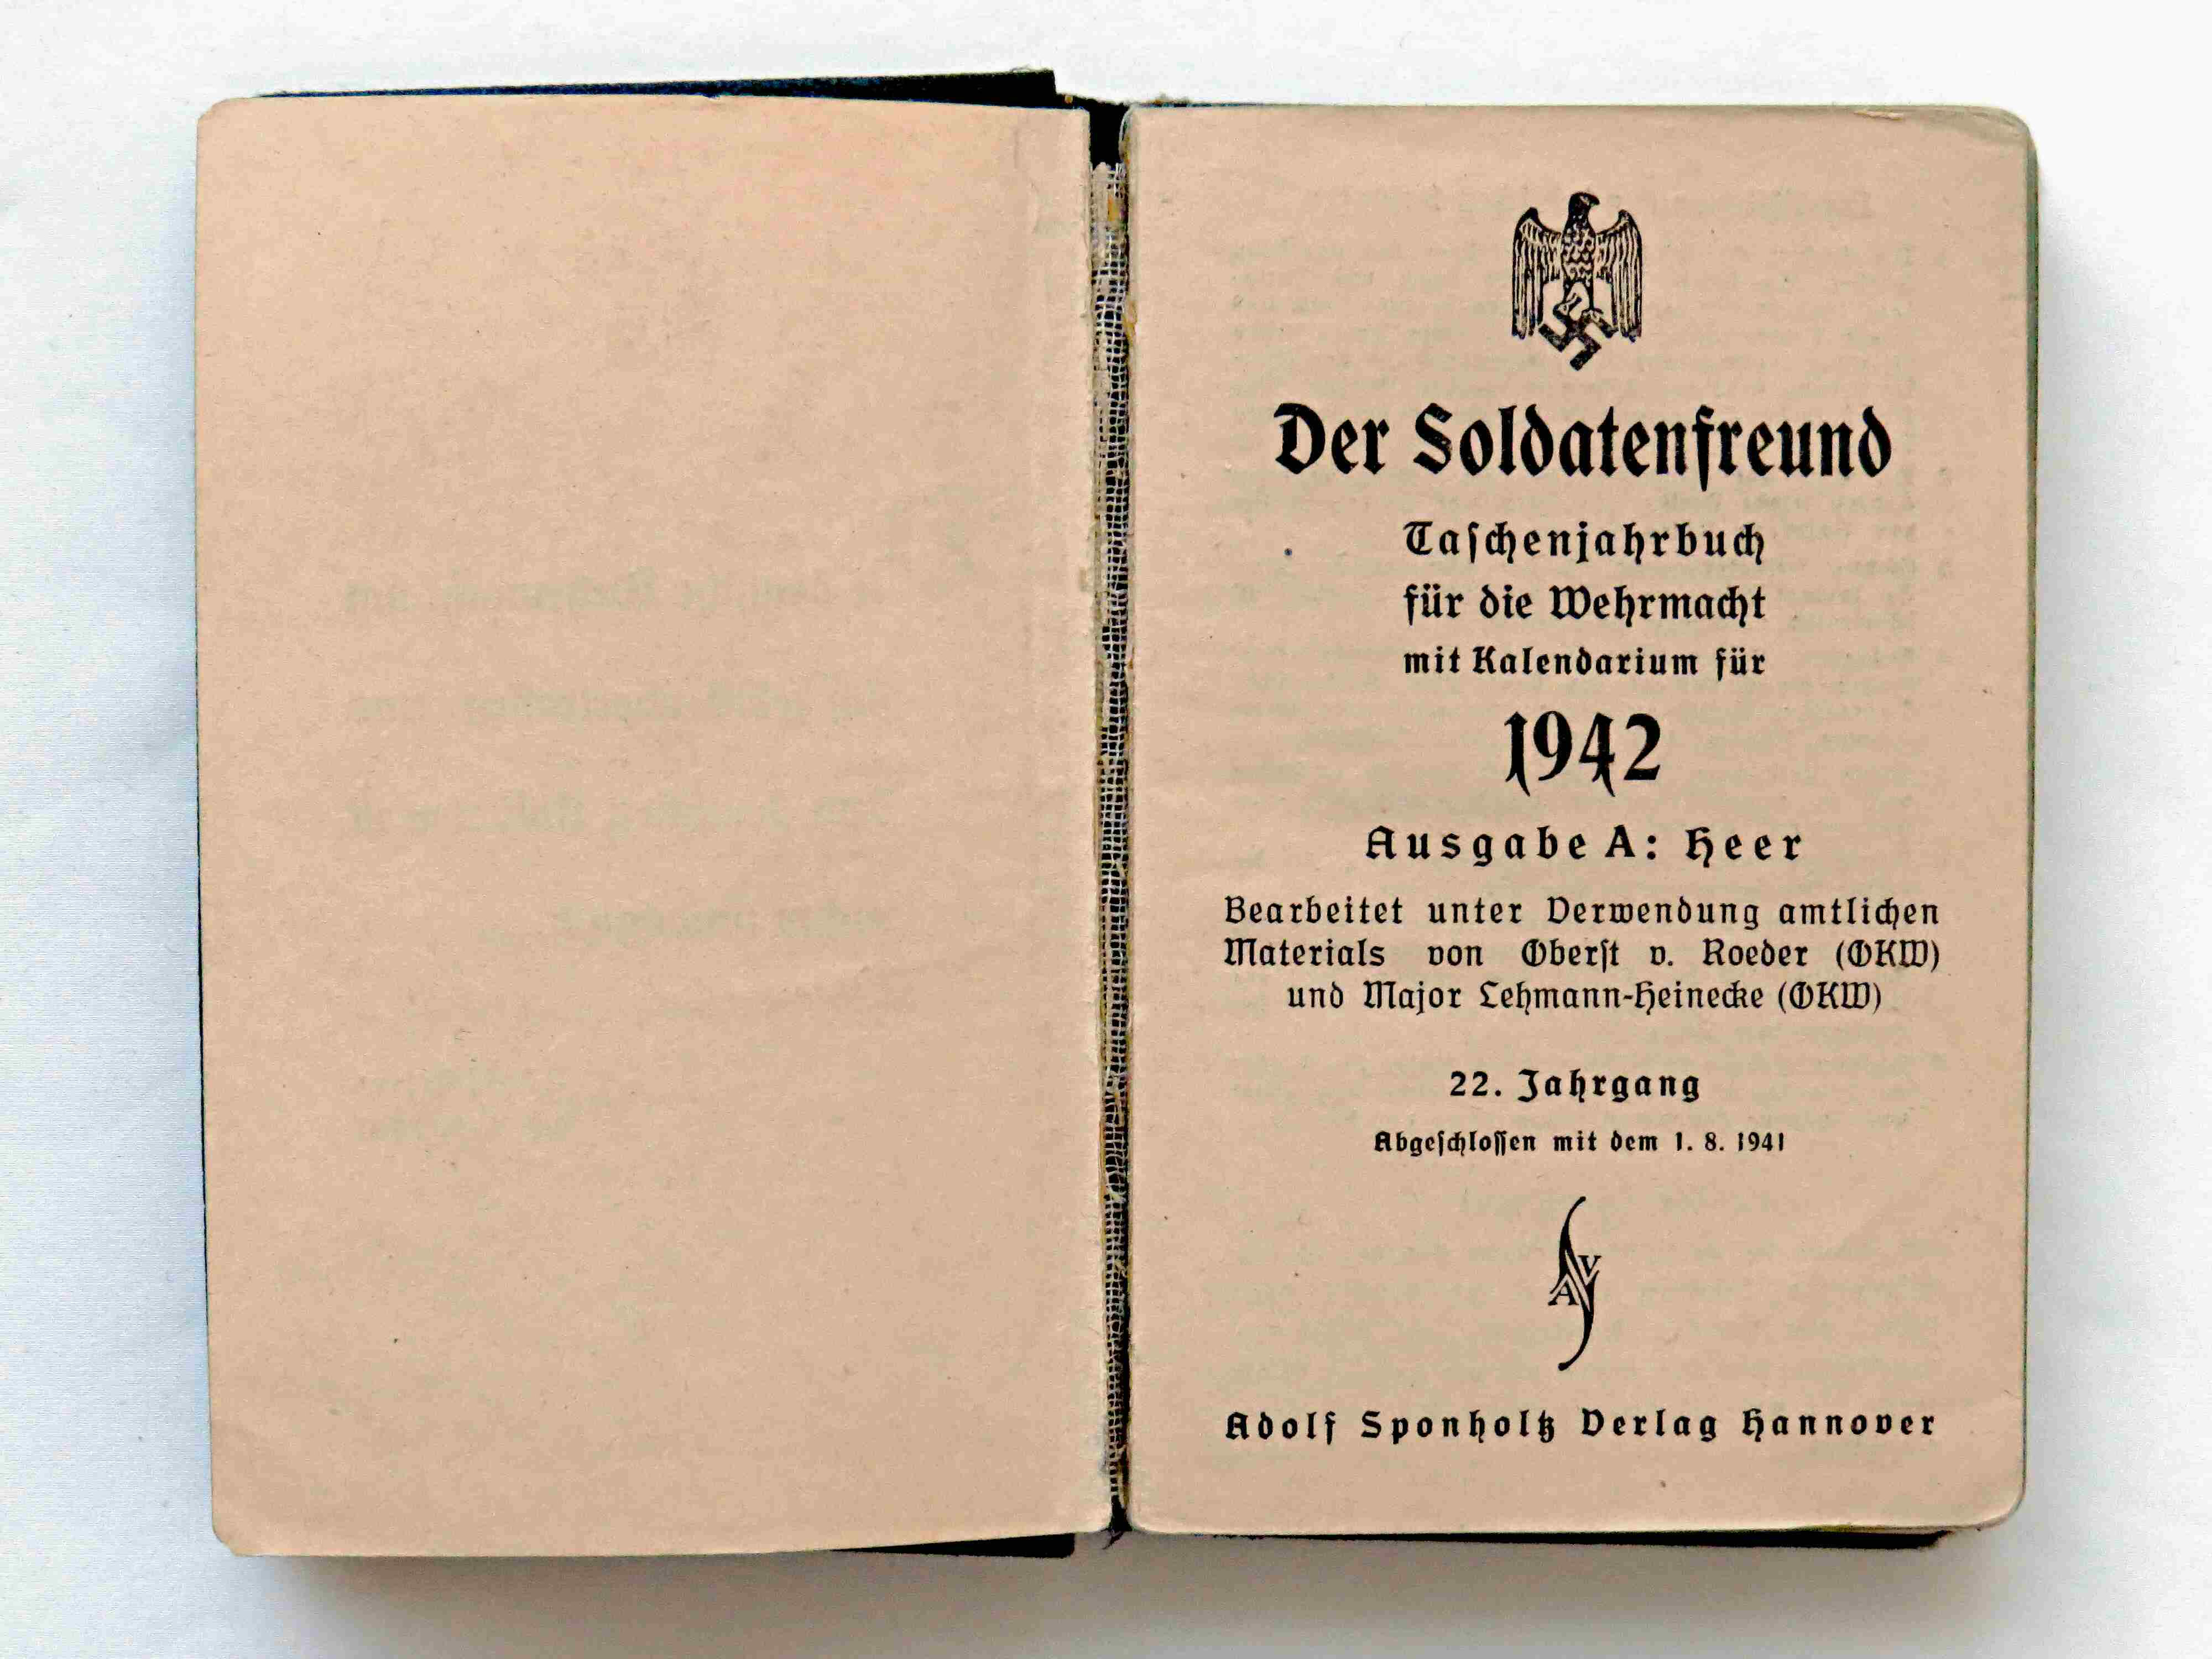 Der Soldatenfreund
Taschenjahrbuch
für die Wehrmacht
mit Kalendarium für
1942
Ausgabe A: Heer
Bearbeitet unter Verwendung amtlichen
Materials von Oberst v. Roeder (OKW)
und Major Lehmann-Heinecke (OKW)
22. Jahrgang
Abgeschlossen mit dem 1. 8. 1941
AVS
Adolf Sponholtz Verlag Hannover